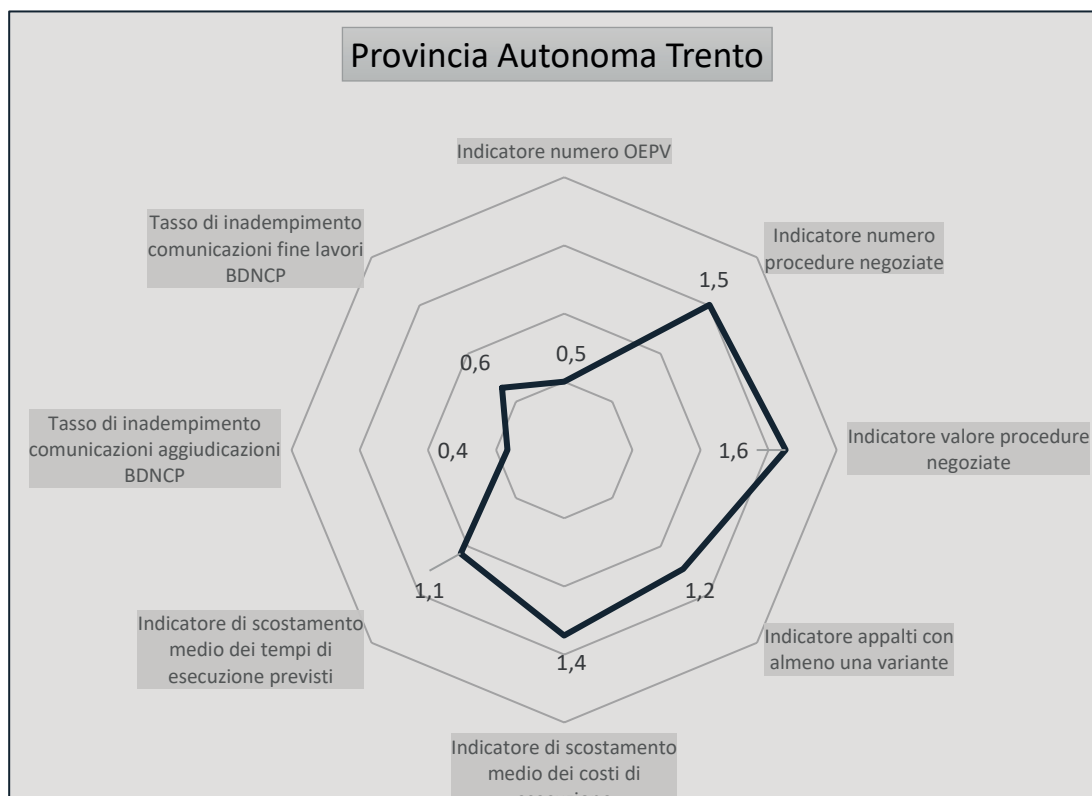 Provincia Autonoma Trento
Indicatore numero OEPV
Indicatore numero
procedure negoziate
Tasso di inadempimento
comunicazioni fine lavori
BDNCP
1,5
0,6
0,5
Tasso di inadempimento
comunicazioni aggiudicazioni
BDNCP
0,4
1,6
Indicatore valore procedure
negoziate
1,1
1,2
Indicatore di scostamento
medio dei tempi di
esecuzione previsti
Indicatore appalti con
almeno una variante
1,4
Indicatore di scostamento
medio dei costi di